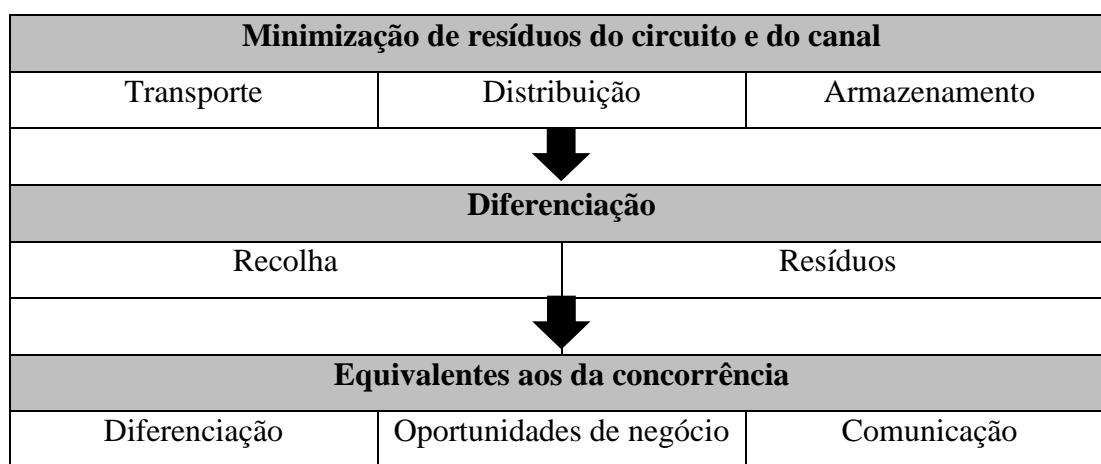 Minimização de resíduos do circuito e do canal
Transporte Distribuição Armazenamento
Diferenciação
Recolha Resíduos
Equivalentes aos da concorrência
Diferenciação Oportunidades de negócio Comunicação